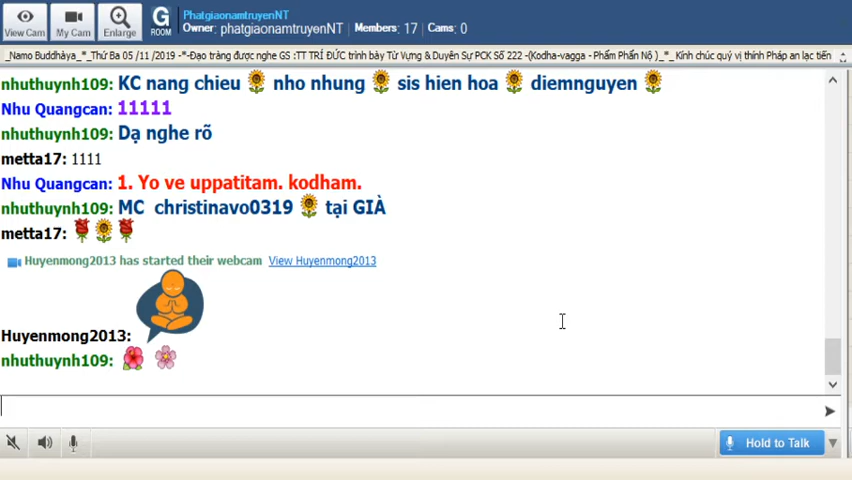 PhatgiaonamtruyenNT
Owner: phatgiaonamtruyenNT | Members: 17 | Cams: 0
View Cam
My Cam
Enlarge
G
ROOM
_Namo Buddhàya_*_Thứ Ba 05 /11 /2019 -*-Đạo tràng được nghe GS :TT TRÍ ĐỨC trình bày Từ Vựng & Duyên Sự PCK Số 222 -(Kodha-vagga - Phẩm Phẫn Nộ )_*_ Kính chúc quý vị thính Pháp an lạc tiến
nhuthuynh109: KC nang chieu 🌻 nho nhung 🌻 sis hien hoa 🌻 diemnguyen 🌻
Nhu Quangcan: 11111
nhuthuynh109: Dạ nghe rõ
metta17: 1111
Nhu Quangcan: 1. Yo ve uppatitam. kodham.
nhuthuynh109: MC christinavo0319 🌻 tại GIÀ
metta17: 🌹🌻🌹
Huyenmong2013 has started their webcam View Huyenmong2013
Huyenmong2013:
nhuthuynh109: 🌺 🌸
Hold to Talk